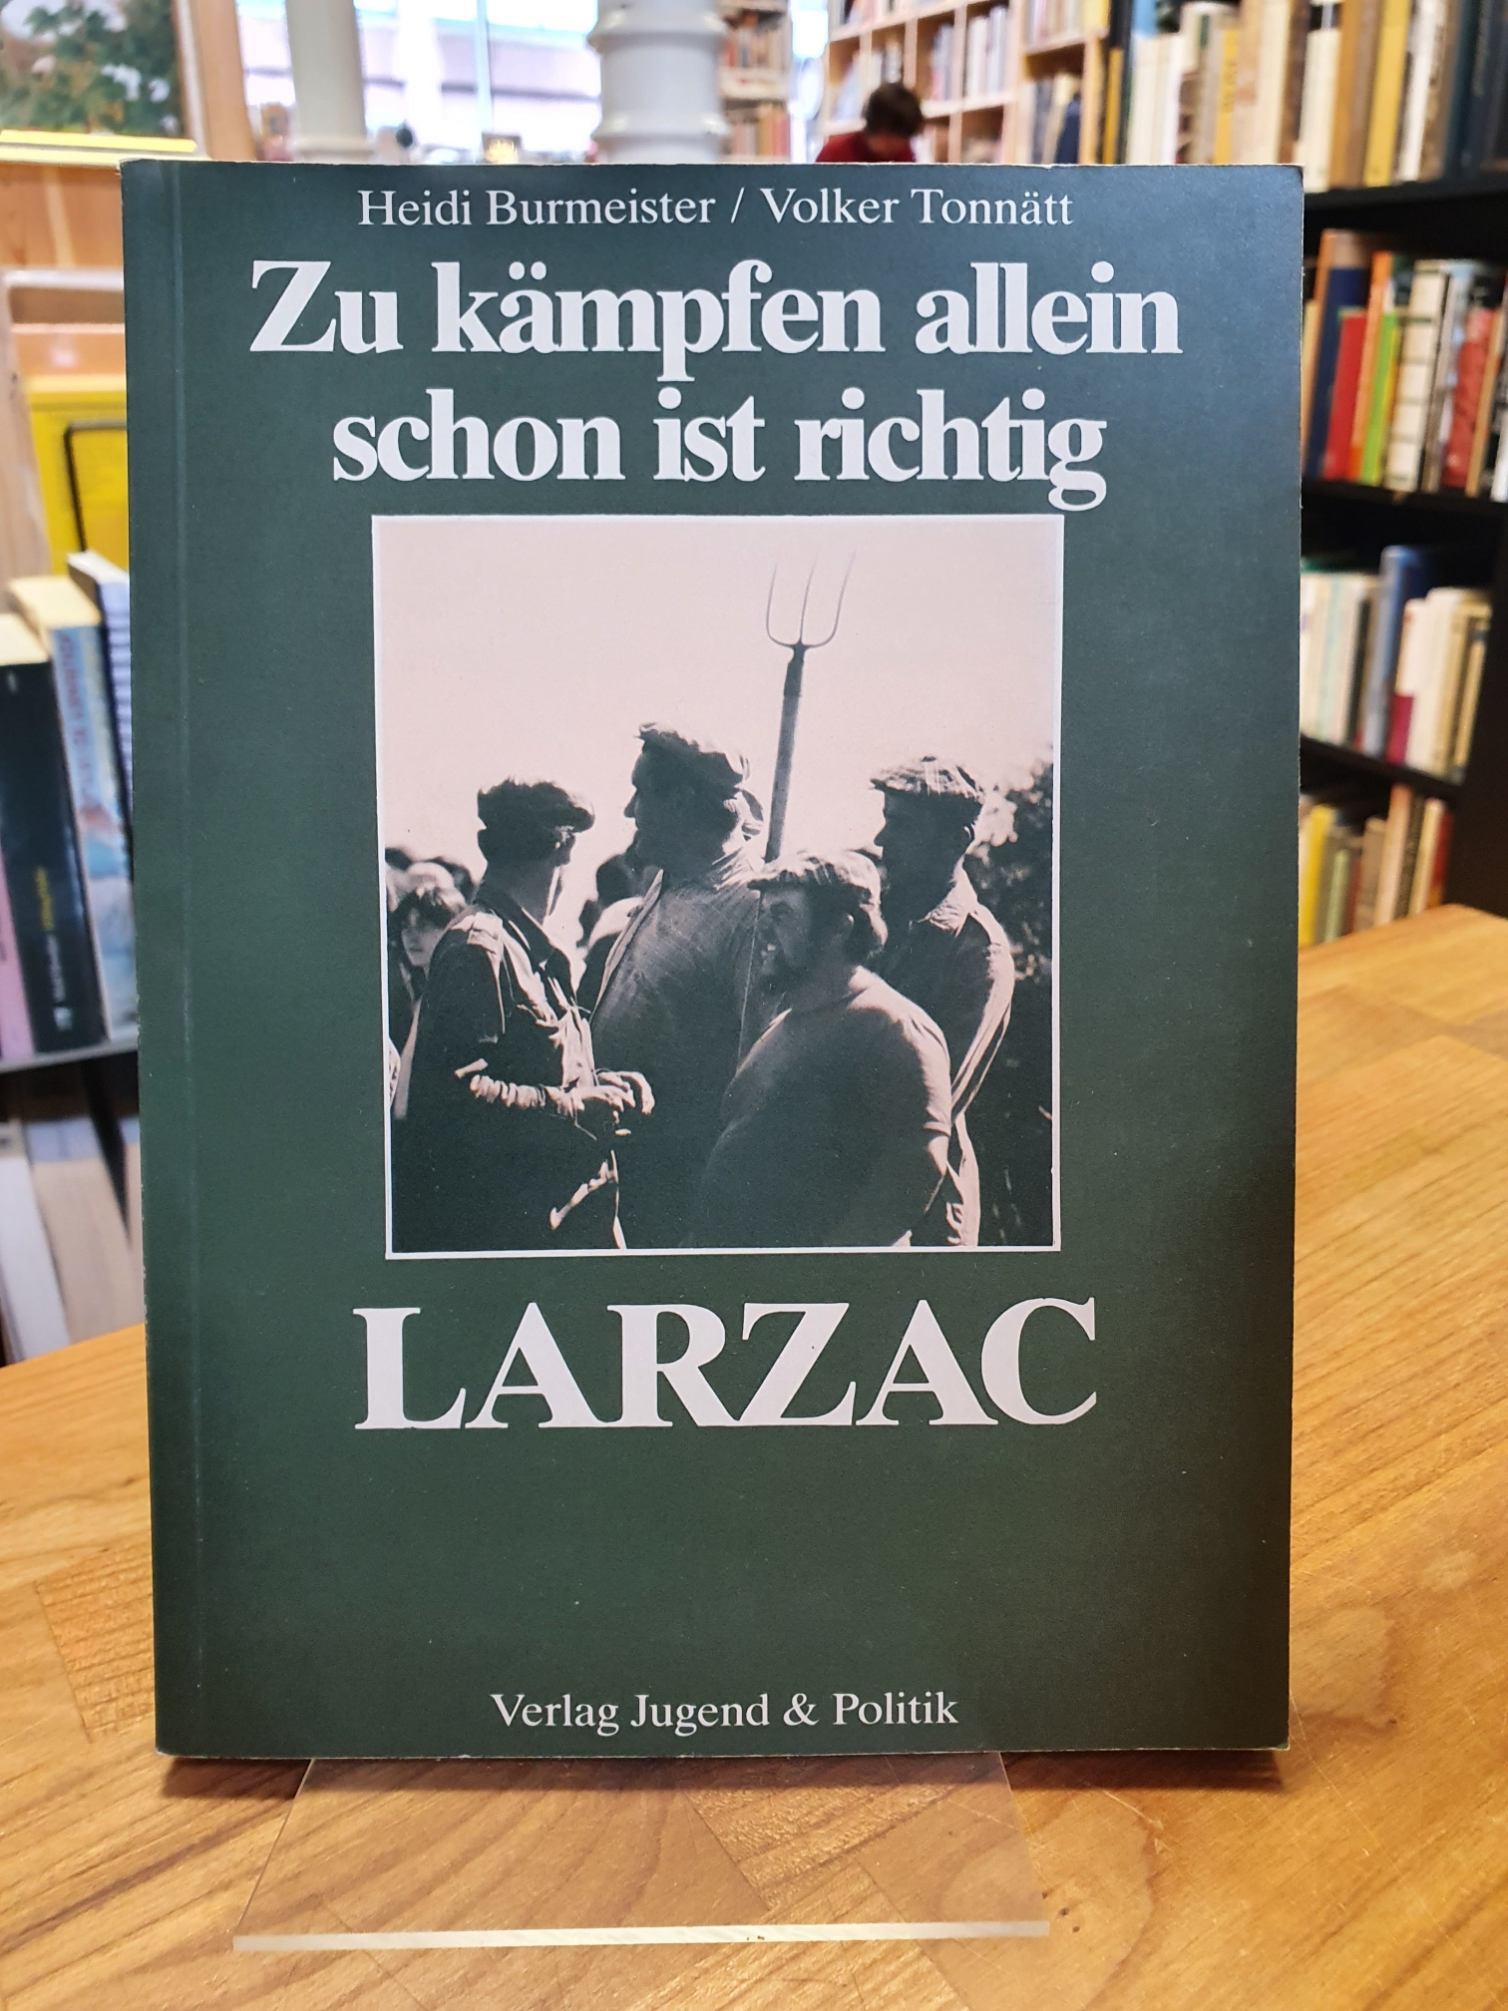 Heidi Burmeister / Volker Tonnätt
Zu kämpfen allein
schon ist richtig
LARZAC
Verlag Jugend & Politik